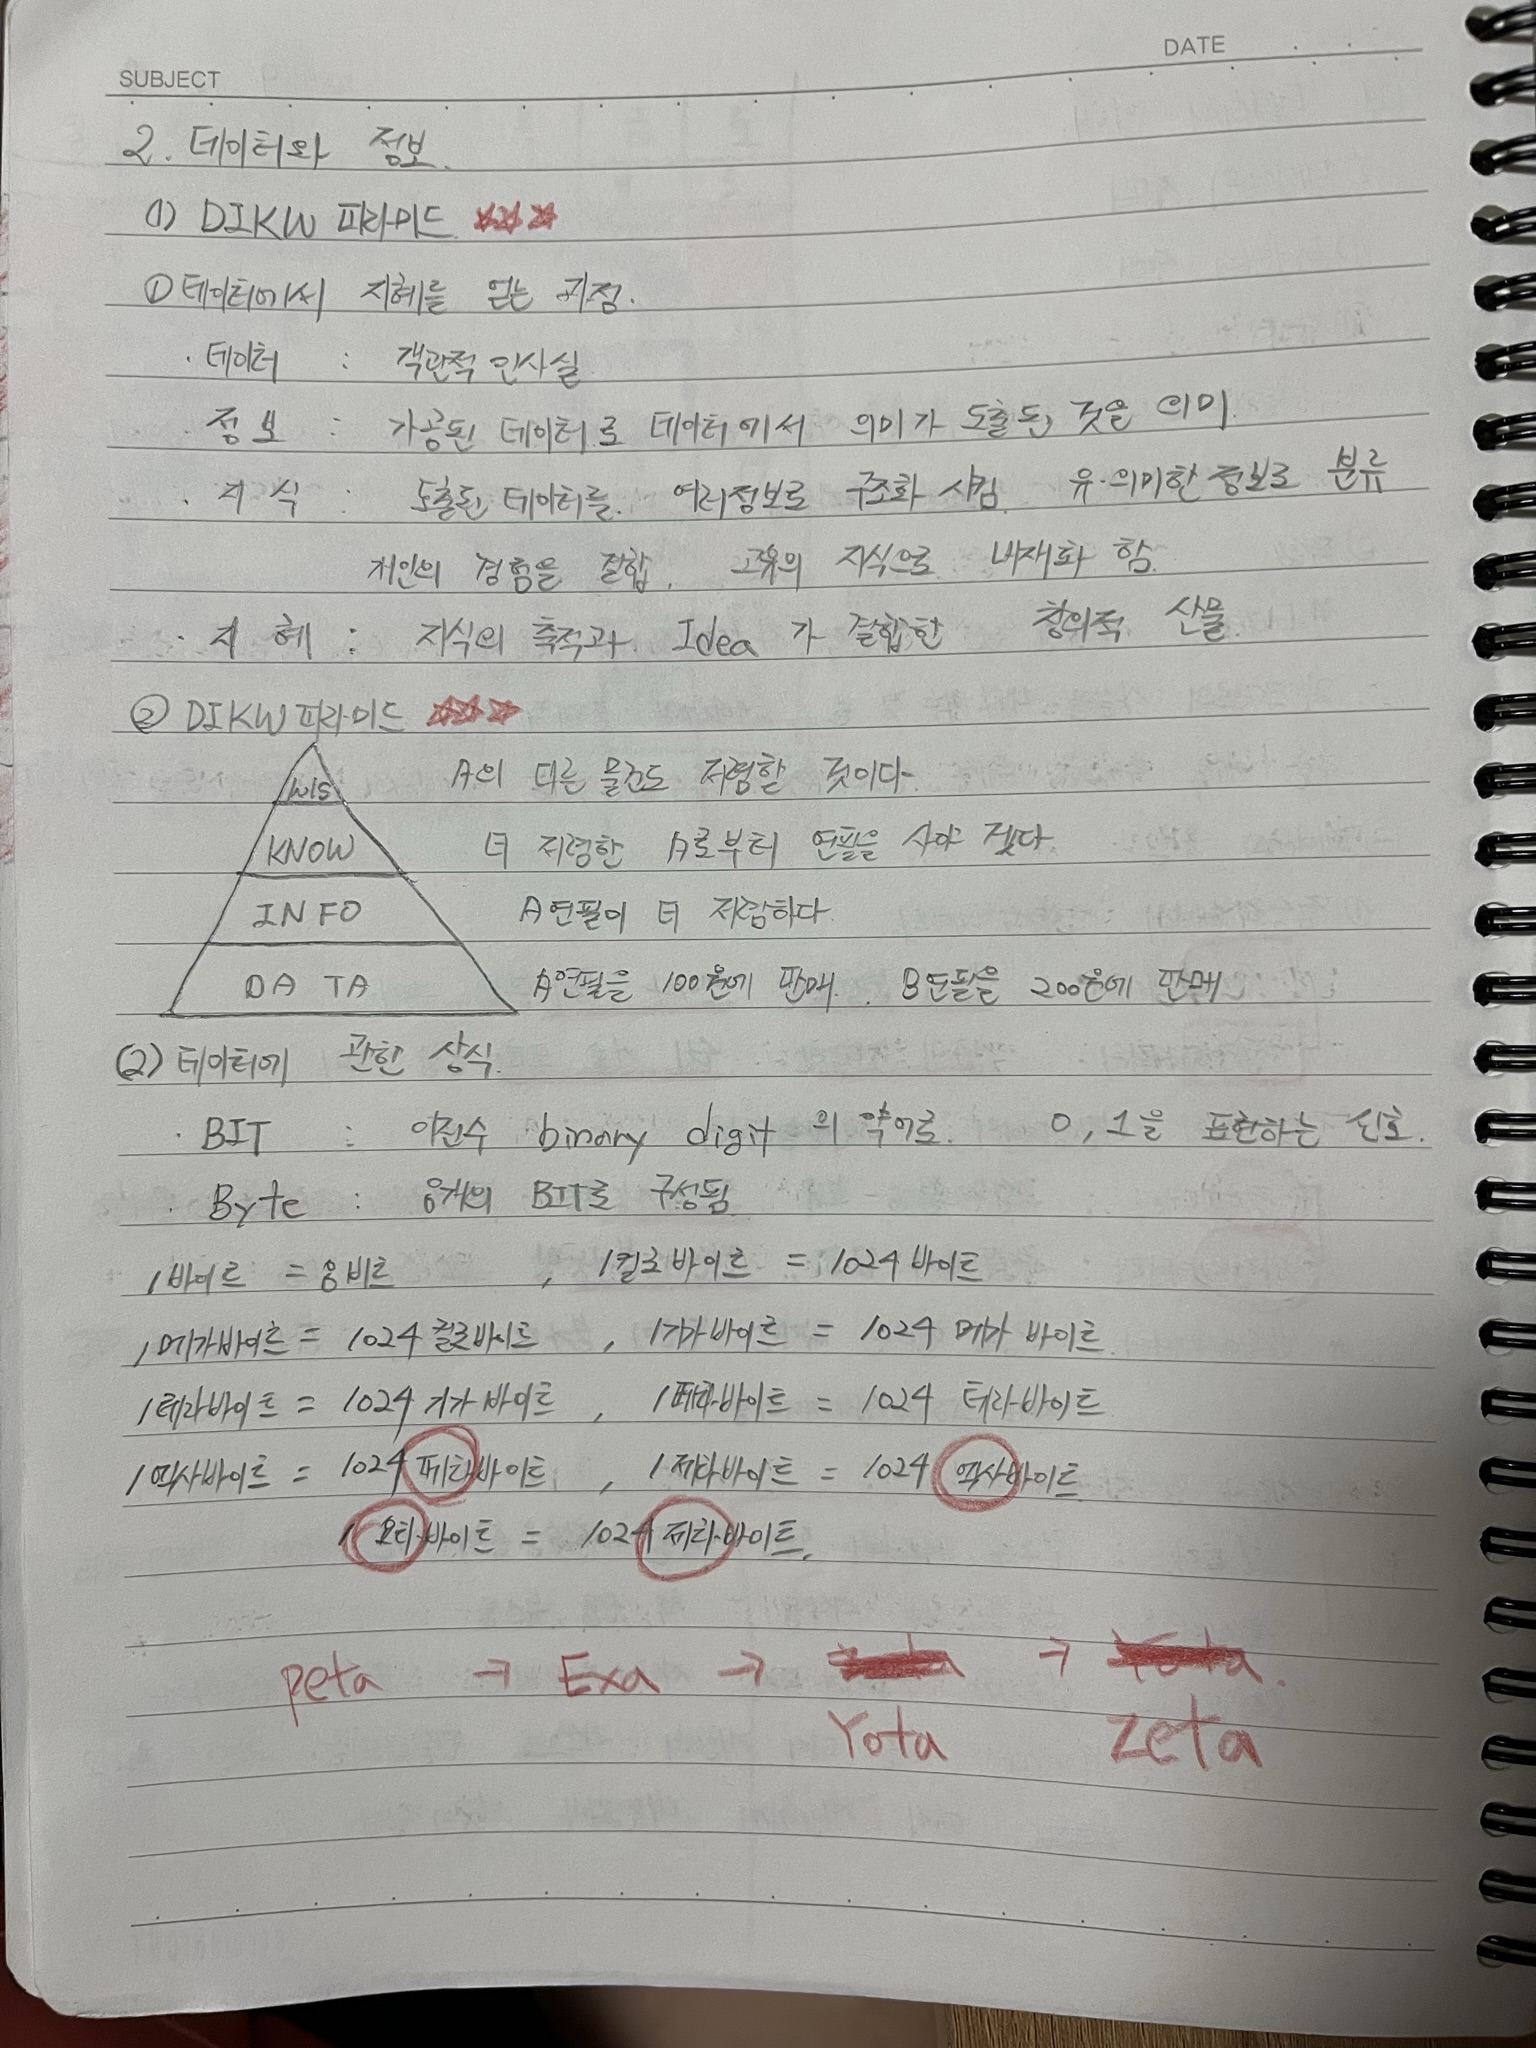 SUBJECT
DATE
2. 데이터와 정보.
(1) DIKW 피라미드 ☆☆☆
① 데이터에서 지혜를 얻는 과정.
· 데이터 : 객관적인 사실
· 정보 : 가공된 데이터로 데이터에서 의미가 도출된 것을 의미.
· 지식 : 도출된 데이터를 여러정보로 구조화 시킴. 유의미한 정보로 분류
개인의 경험을 결합, 고유의 지식으로 내재화 함.
· 지혜 : 지식의 축적과 Idea 가 결합한 창의적 산물.
② DIKW 피라미드 ☆☆☆
WIS A의 다른 물건도 저렴할 것이다.
KNOW 더 저렴한 A로부터 연필을 사야 겠다
INFO A연필이 더 저렴하다.
DATA A연필을 100원에 판매. B연필을 200원에 판매
(2) 데이터에 관한 상식.
· BIT : 이진수 binary digit 의 약어로. 0, 1을 표현하는 신호.
· Byte : 8개의 BIT로 구성됨
1바이트 = 8비트 , 1킬로바이트 = 1024 바이트
1메가바이트 = 1024 킬로바이트 , 1기가바이트 = 1024 메가 바이트.
1테라바이트 = 1024 기가 바이트 , 1페타바이트 = 1024 테라바이트
1엑사바이트 = 1024 페타바이트 , 1제타바이트 = 1024 엑사바이트
1요타바이트 = 1024 제타바이트.
peta → Exa → →
Yota Zeta